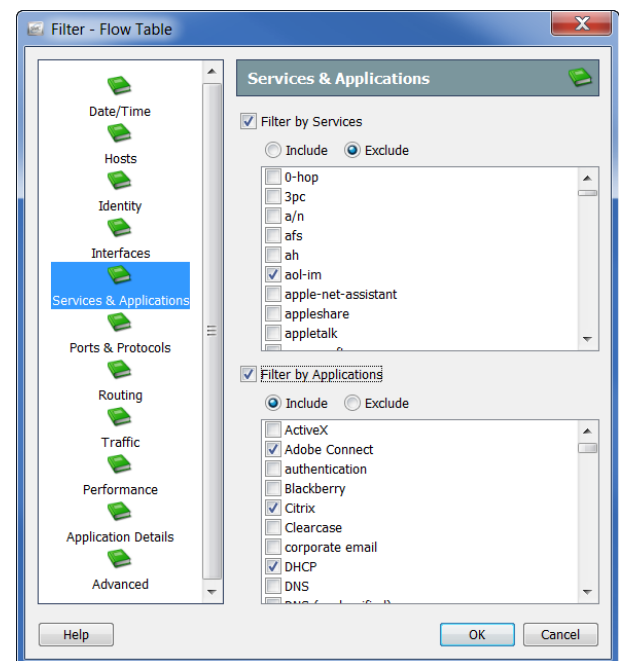 Filter - Flow Table
Date/Time
Hosts
Identity
Interfaces
Services & Applications
Ports & Protocols
Routing
Traffic
Performance
Application Details
Advanced
Services & Applications
Filter by Services
Include Exclude
0-hop
3pc
a/n
afs
ah
aol-im
apple-net-assistant
appleshare
appletalk
Filter by Applications
Include Exclude
ActiveX
Adobe Connect
authentication
Blackberry
Citrix
Clearcase
corporate email
DHCP
DNS
Help OK Cancel